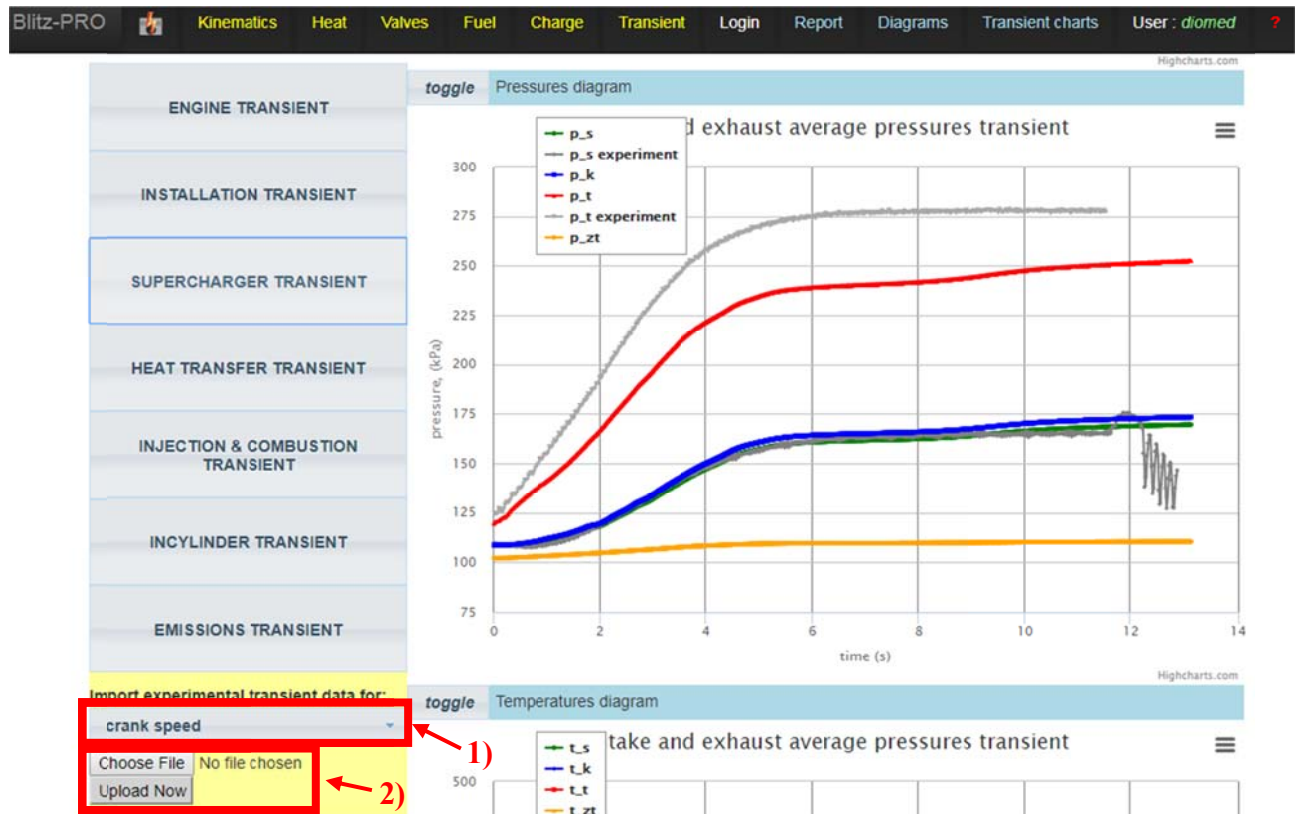 Blitz-PRO Kinematics Heat Valves Fuel Charge Transient Login Report Diagrams Transient charts User : diomed ?
Highcharts.com
ENGINE TRANSIENT
INSTALLATION TRANSIENT
SUPERCHARGER TRANSIENT
HEAT TRANSFER TRANSIENT
INJECTION & COMBUSTION
TRANSIENT
INCYLINDER TRANSIENT
EMISSIONS TRANSIENT
Import experimental transient data for:
crank speed
1)
Choose File No file chosen
Upload Now
2)
toggle Pressures diagram
exhaust average pressures transient
p_s
p_s experiment
p_k
p_t
p_t experiment
p_zt
300
275
250
225
200
175
150
125
100
75
pressure, (kPa)
0 2 4 6 8 10 12 14
time (s)
Highcharts.com
toggle Temperatures diagram
take and exhaust average pressures transient
t_s
t_k
t_t
t_zt
500